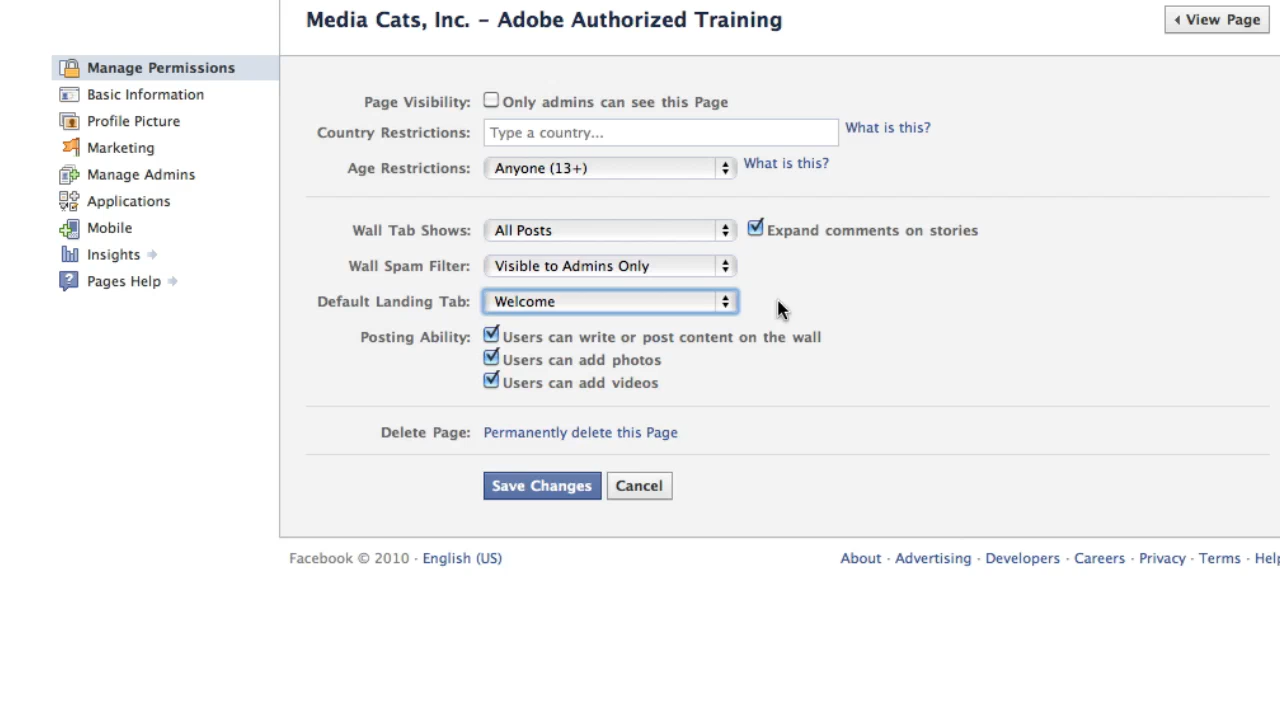 Media Cats, Inc. – Adobe Authorized Training
View Page
Manage Permissions
Basic Information
Profile Picture
Marketing
Manage Admins
Applications
Mobile
Insights
Pages Help
Page Visibility: Only admins can see this Page
Country Restrictions: Type a country... What is this?
Age Restrictions: Anyone (13+) What is this?
Wall Tab Shows: All Posts Expand comments on stories
Wall Spam Filter: Visible to Admins Only
Default Landing Tab: Welcome
Posting Ability: Users can write or post content on the wall
Users can add photos
Users can add videos
Delete Page: Permanently delete this Page
Save Changes Cancel
Facebook © 2010 · English (US)
About · Advertising · Developers · Careers · Privacy · Terms · Help